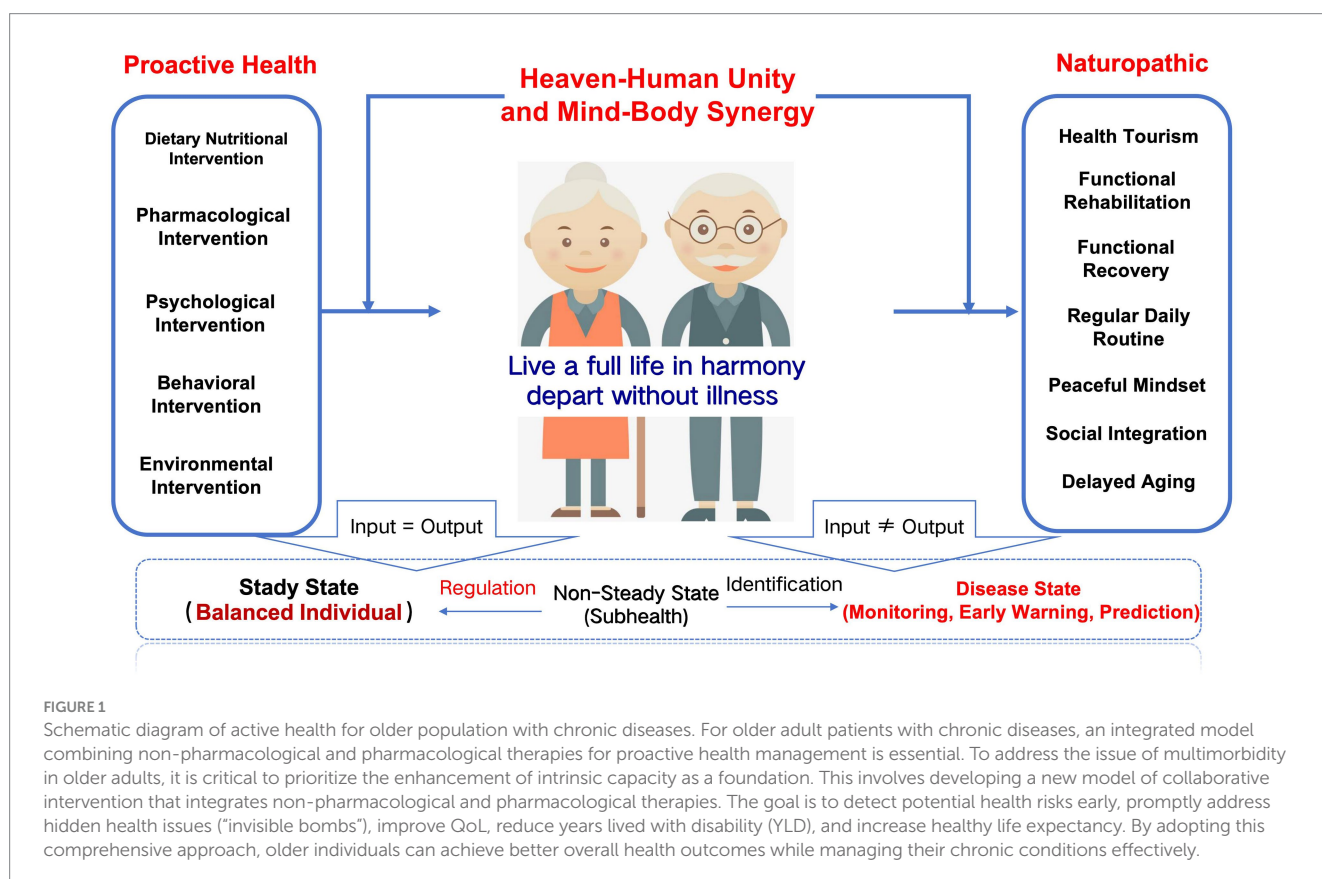 Proactive Health
Dietary Nutritional
Intervention
Pharmacological
Intervention
Psychological
Intervention
Behavioral
Intervention
Environmental
Intervention
Heaven-Human Unity
and Mind-Body Synergy
Live a full life in harmony
depart without illness
Naturopathic
Health Tourism
Functional
Rehabilitation
Functional
Recovery
Regular Daily
Routine
Peaceful Mindset
Social Integration
Delayed Aging
Input = Output
Input ≠ Output
Stady State
( Balanced Individual )
Regulation
Non-Steady State
(Subhealth)
Identification
Disease State
(Monitoring, Early Warning, Prediction)
FIGURE 1
Schematic diagram of active health for older population with chronic diseases. For older adult patients with chronic diseases, an integrated model
combining non-pharmacological and pharmacological therapies for proactive health management is essential. To address the issue of multimorbidity
in older adults, it is critical to prioritize the enhancement of intrinsic capacity as a foundation. This involves developing a new model of collaborative
intervention that integrates non-pharmacological and pharmacological therapies. The goal is to detect potential health risks early, promptly address
hidden health issues (“invisible bombs”), improve QoL, reduce years lived with disability (YLD), and increase healthy life expectancy. By adopting this
comprehensive approach, older individuals can achieve better overall health outcomes while managing their chronic conditions effectively.